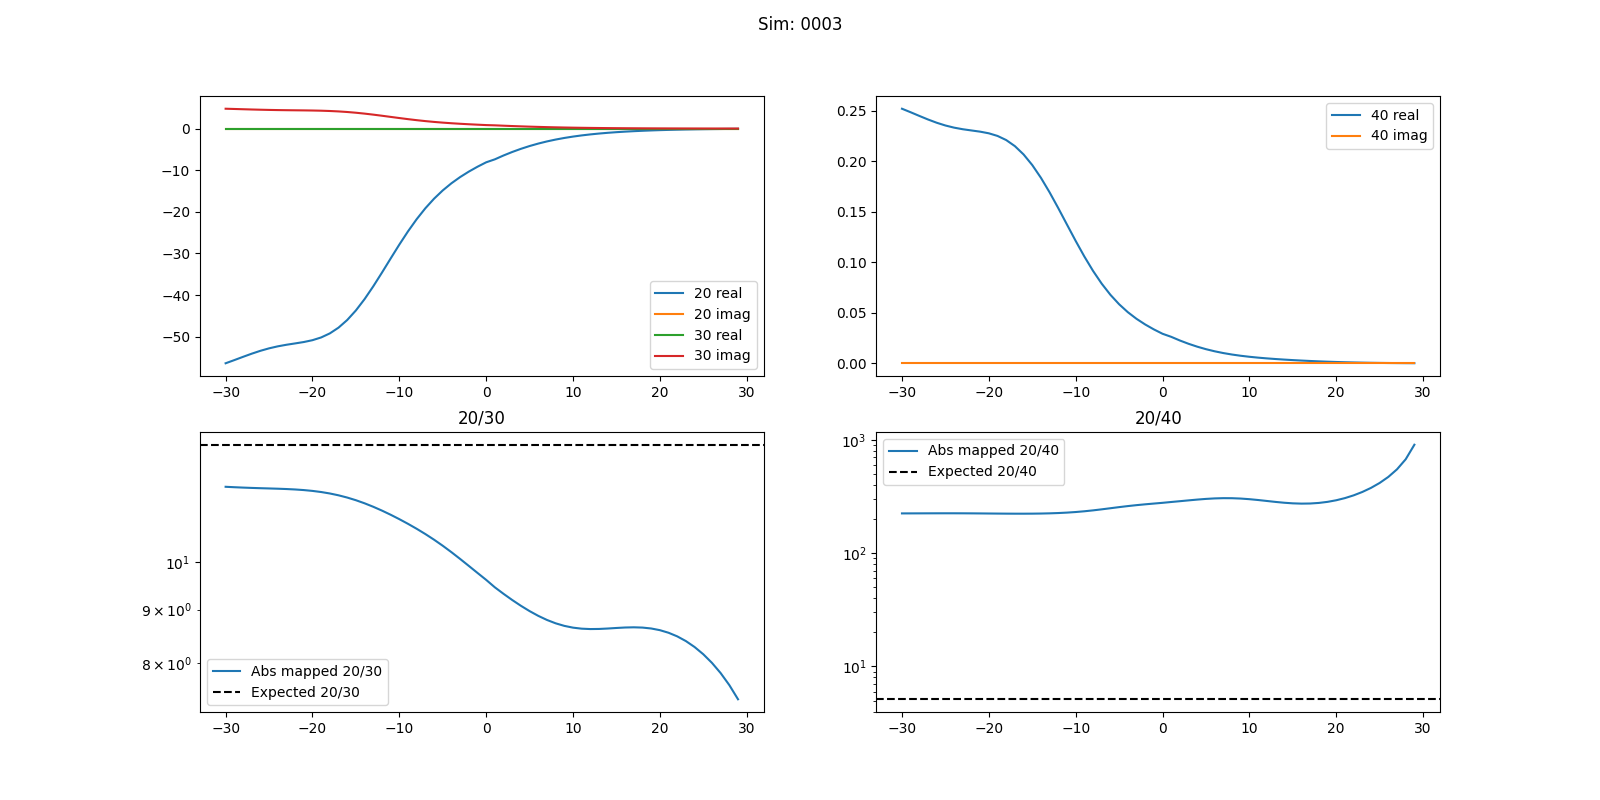 Sim: 0003
0
−10
−20
−30
−40
−50
20 real
20 imag
30 real
30 imag
−30 −20 −10 0 10 20 30
0.25
0.20
0.15
0.10
0.05
0.00
40 real
40 imag
−30 −20 −10 0 10 20 30
20/30
10¹
9 × 10⁰
8 × 10⁰
Abs mapped 20/30
Expected 20/30
−30 −20 −10 0 10 20 30
20/40
10³
10²
10¹
Abs mapped 20/40
Expected 20/40
−30 −20 −10 0 10 20 30